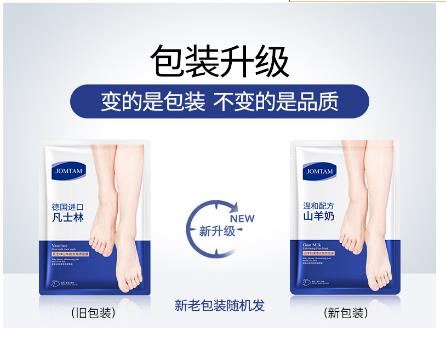 包装升级
变的是包装 不变的是品质
JOMTAM
德国进口
凡士林
NEW
新升级
JOMTAM
温和配方
山羊奶
Goat Milk
新老包装随机发
(旧包装)
(新包装)